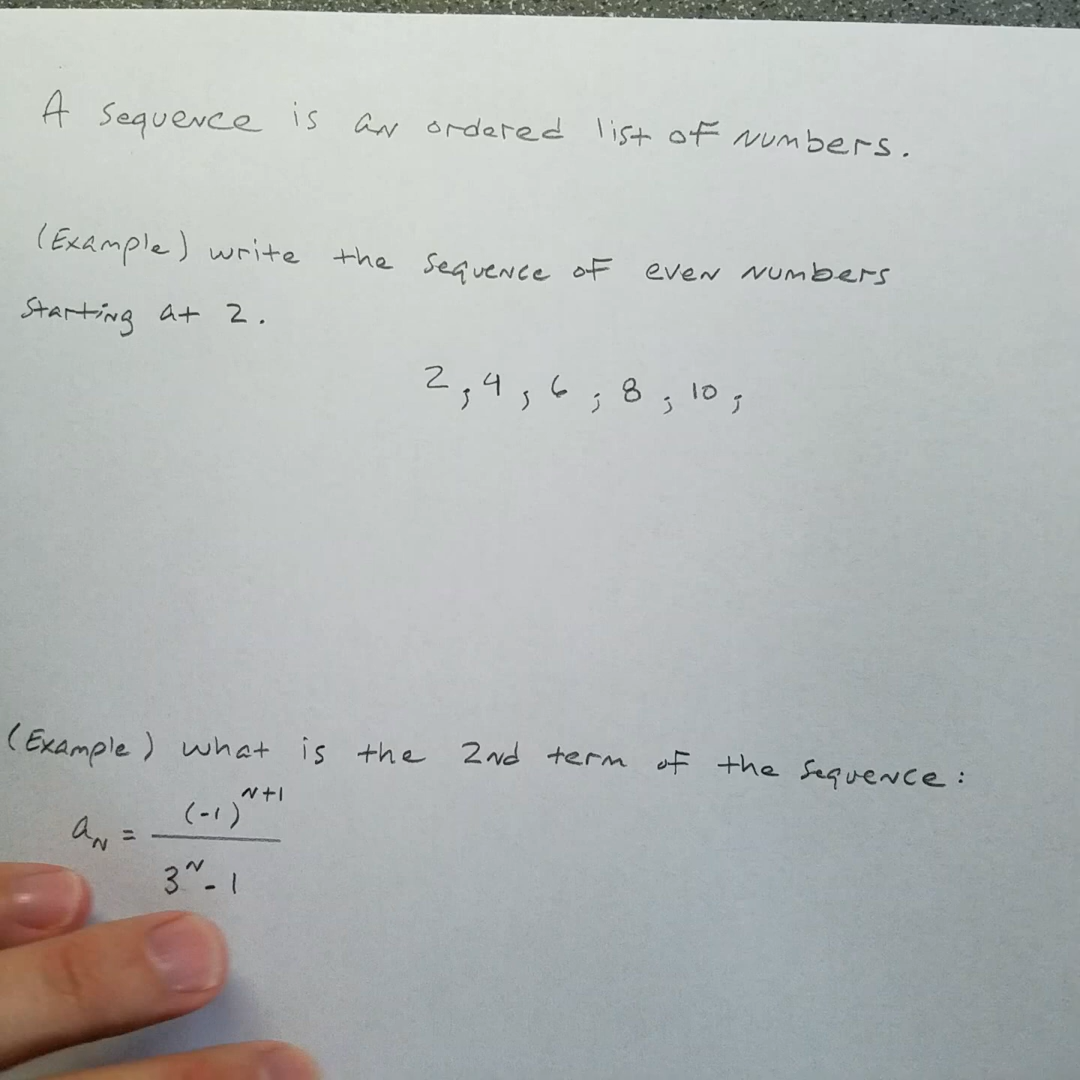 A sequence is an ordered list of numbers.
(Example) write the sequence of even numbers
starting at 2.
2, 4, 6, 8, 10,
(Example) what is the 2nd term of the sequence:
(-1)^{n+1}
a_n = ―――
3^n - 1